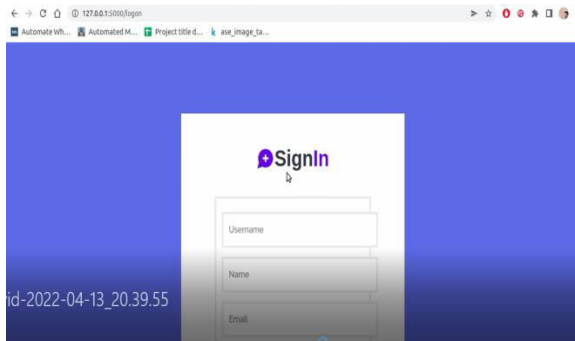 127.0.0.1:5000/logon
Automate Wh... Automated M... Project title d... ase_image_ta...
SignIn
Username
Name
id-2022-04-13_20.39.55
Email